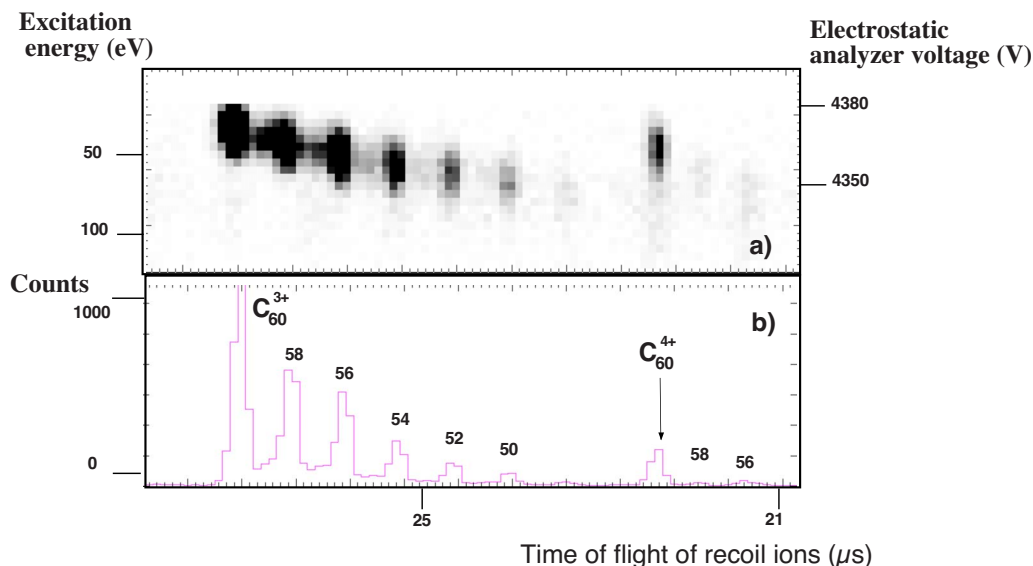 Excitation
energy (eV)
Electrostatic
analyzer voltage (V)
4380
50
4350
100
a)
Counts
1000
C60^3+
b)
58
C60^4+
56
54
52
50
58
56
0
25
21
Time of flight of recoil ions (μs)